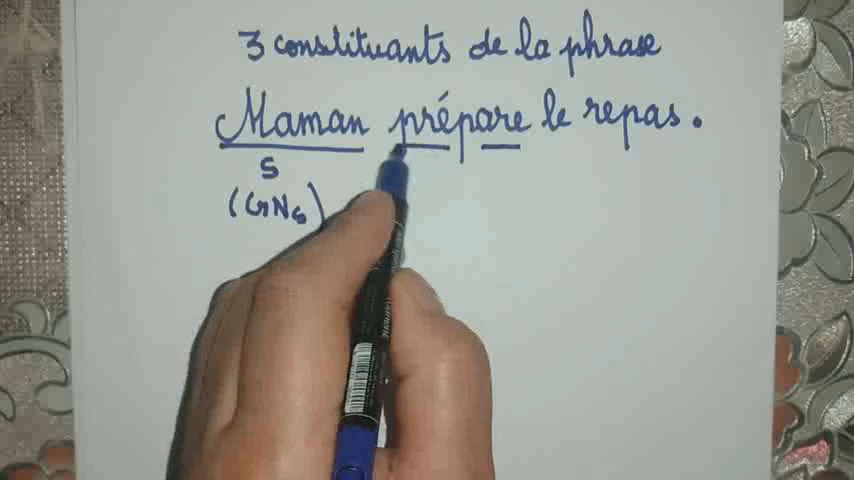 3 constituants de la phrase
Maman prépare le repas.
S
(GNS)